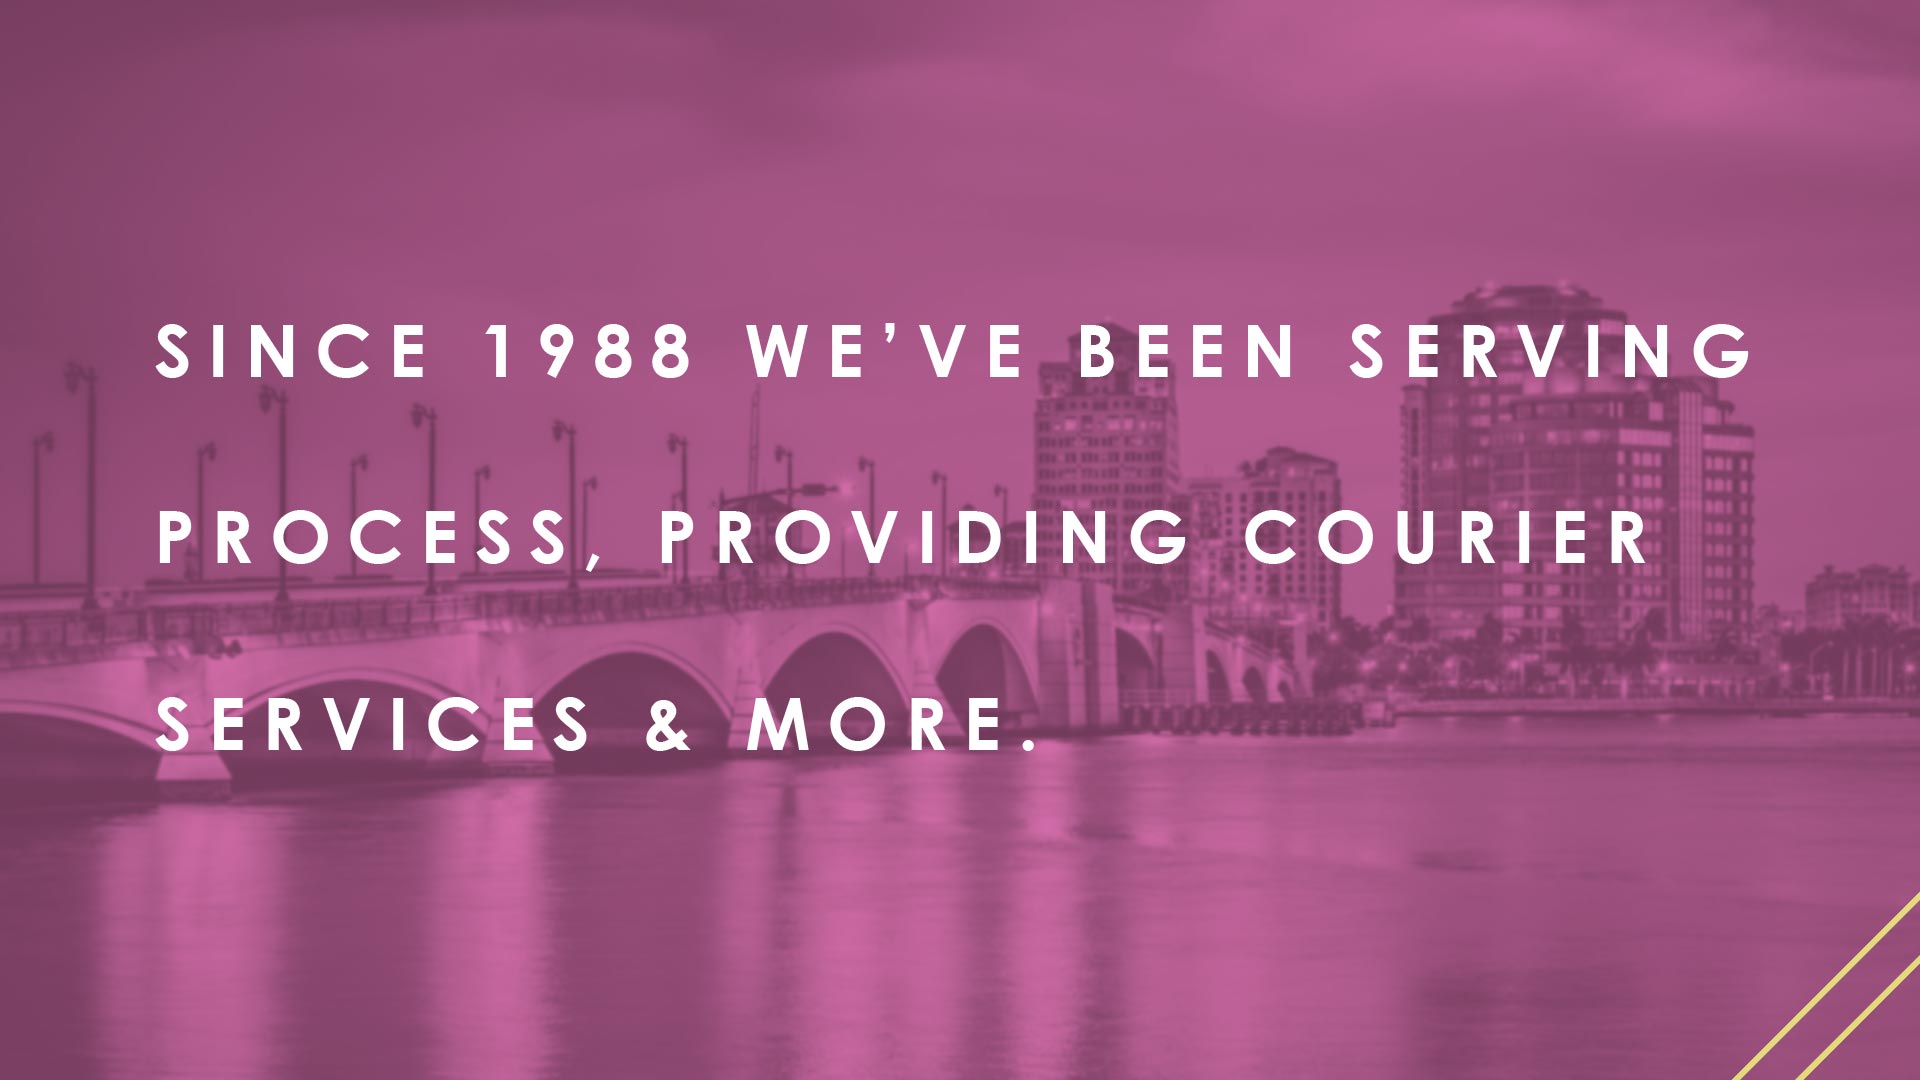 SINCE 1988 WE’VE BEEN SERVING
PROCESS, PROVIDING COURIER
SERVICES & MORE.